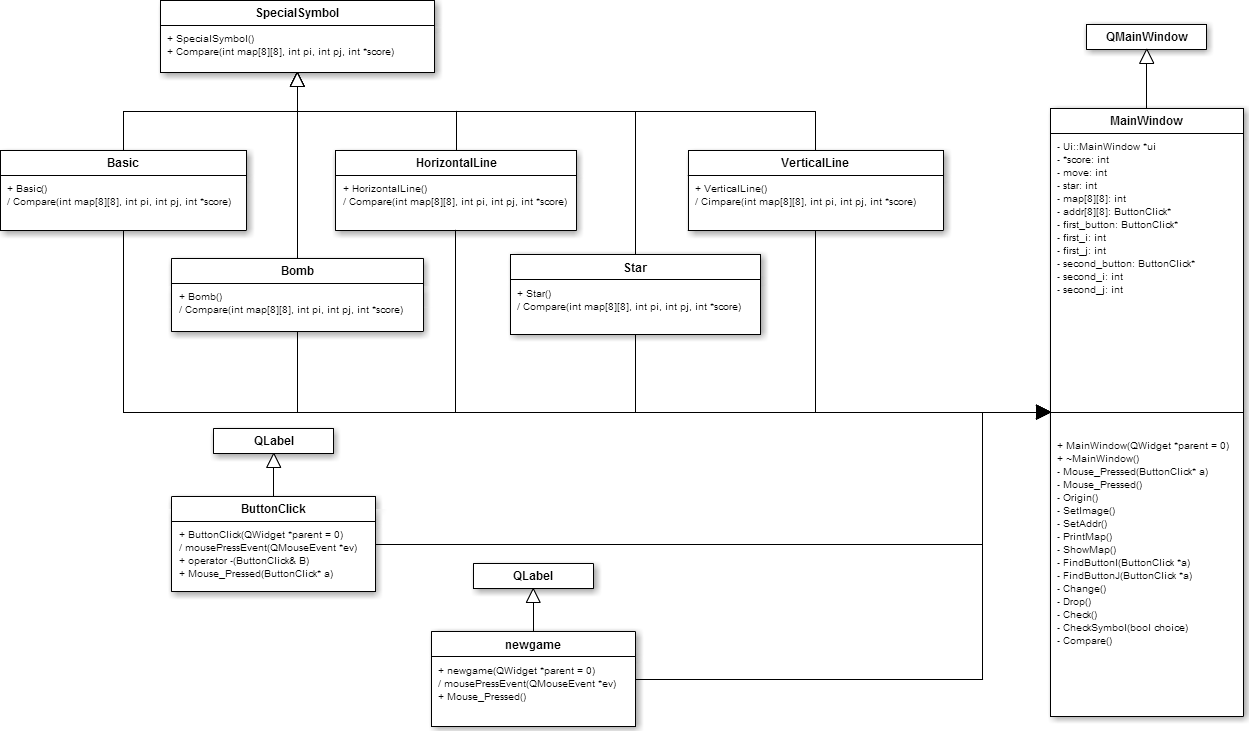 SpecialSymbol
+ SpecialSymbol()
+ Compare(int map[8][8], int pi, int pj, int *score)
Basic
+ Basic()
/ Compare(int map[8][8], int pi, int pj, int *score)
HorizontalLine
+ HorizontalLine()
/ Compare(int map[8][8], int pi, int pj, int *score)
VerticalLine
+ VerticalLine()
/ Cimpare(int map[8][8], int pi, int pj, int *score)
Bomb
+ Bomb()
/ Compare(int map[8][8], int pi, int pj, int *score)
Star
+ Star()
/ Compare(int map[8][8], int pi, int pj, int *score)
QLabel
ButtonClick
+ ButtonClick(QWidget *parent = 0)
/ mousePressEvent(QMouseEvent *ev)
+ operator -(ButtonClick& B)
+ Mouse_Pressed(ButtonClick* a)
QLabel
newgame
+ newgame(QWidget *parent = 0)
/ mousePressEvent(QMouseEvent *ev)
+ Mouse_Pressed()
QMainWindow
MainWindow
- Ui::MainWindow *ui
- *score: int
- move: int
- star: int
- map[8][8]: int
- addr[8][8]: ButtonClick*
- first_button: ButtonClick*
- first_i: int
- first_j: int
- second_button: ButtonClick*
- second_i: int
- second_j: int
+ MainWindow(QWidget *parent = 0)
+ ~MainWindow()
- Mouse_Pressed(ButtonClick* a)
- Mouse_Pressed()
- Origin()
- SetImage()
- SetAddr()
- PrintMap()
- ShowMap()
- FindButtonI(ButtonClick *a)
- FindButtonJ(ButtonClick *a)
- Change()
- Drop()
- Check()
- CheckSymbol(bool choice)
- Compare()